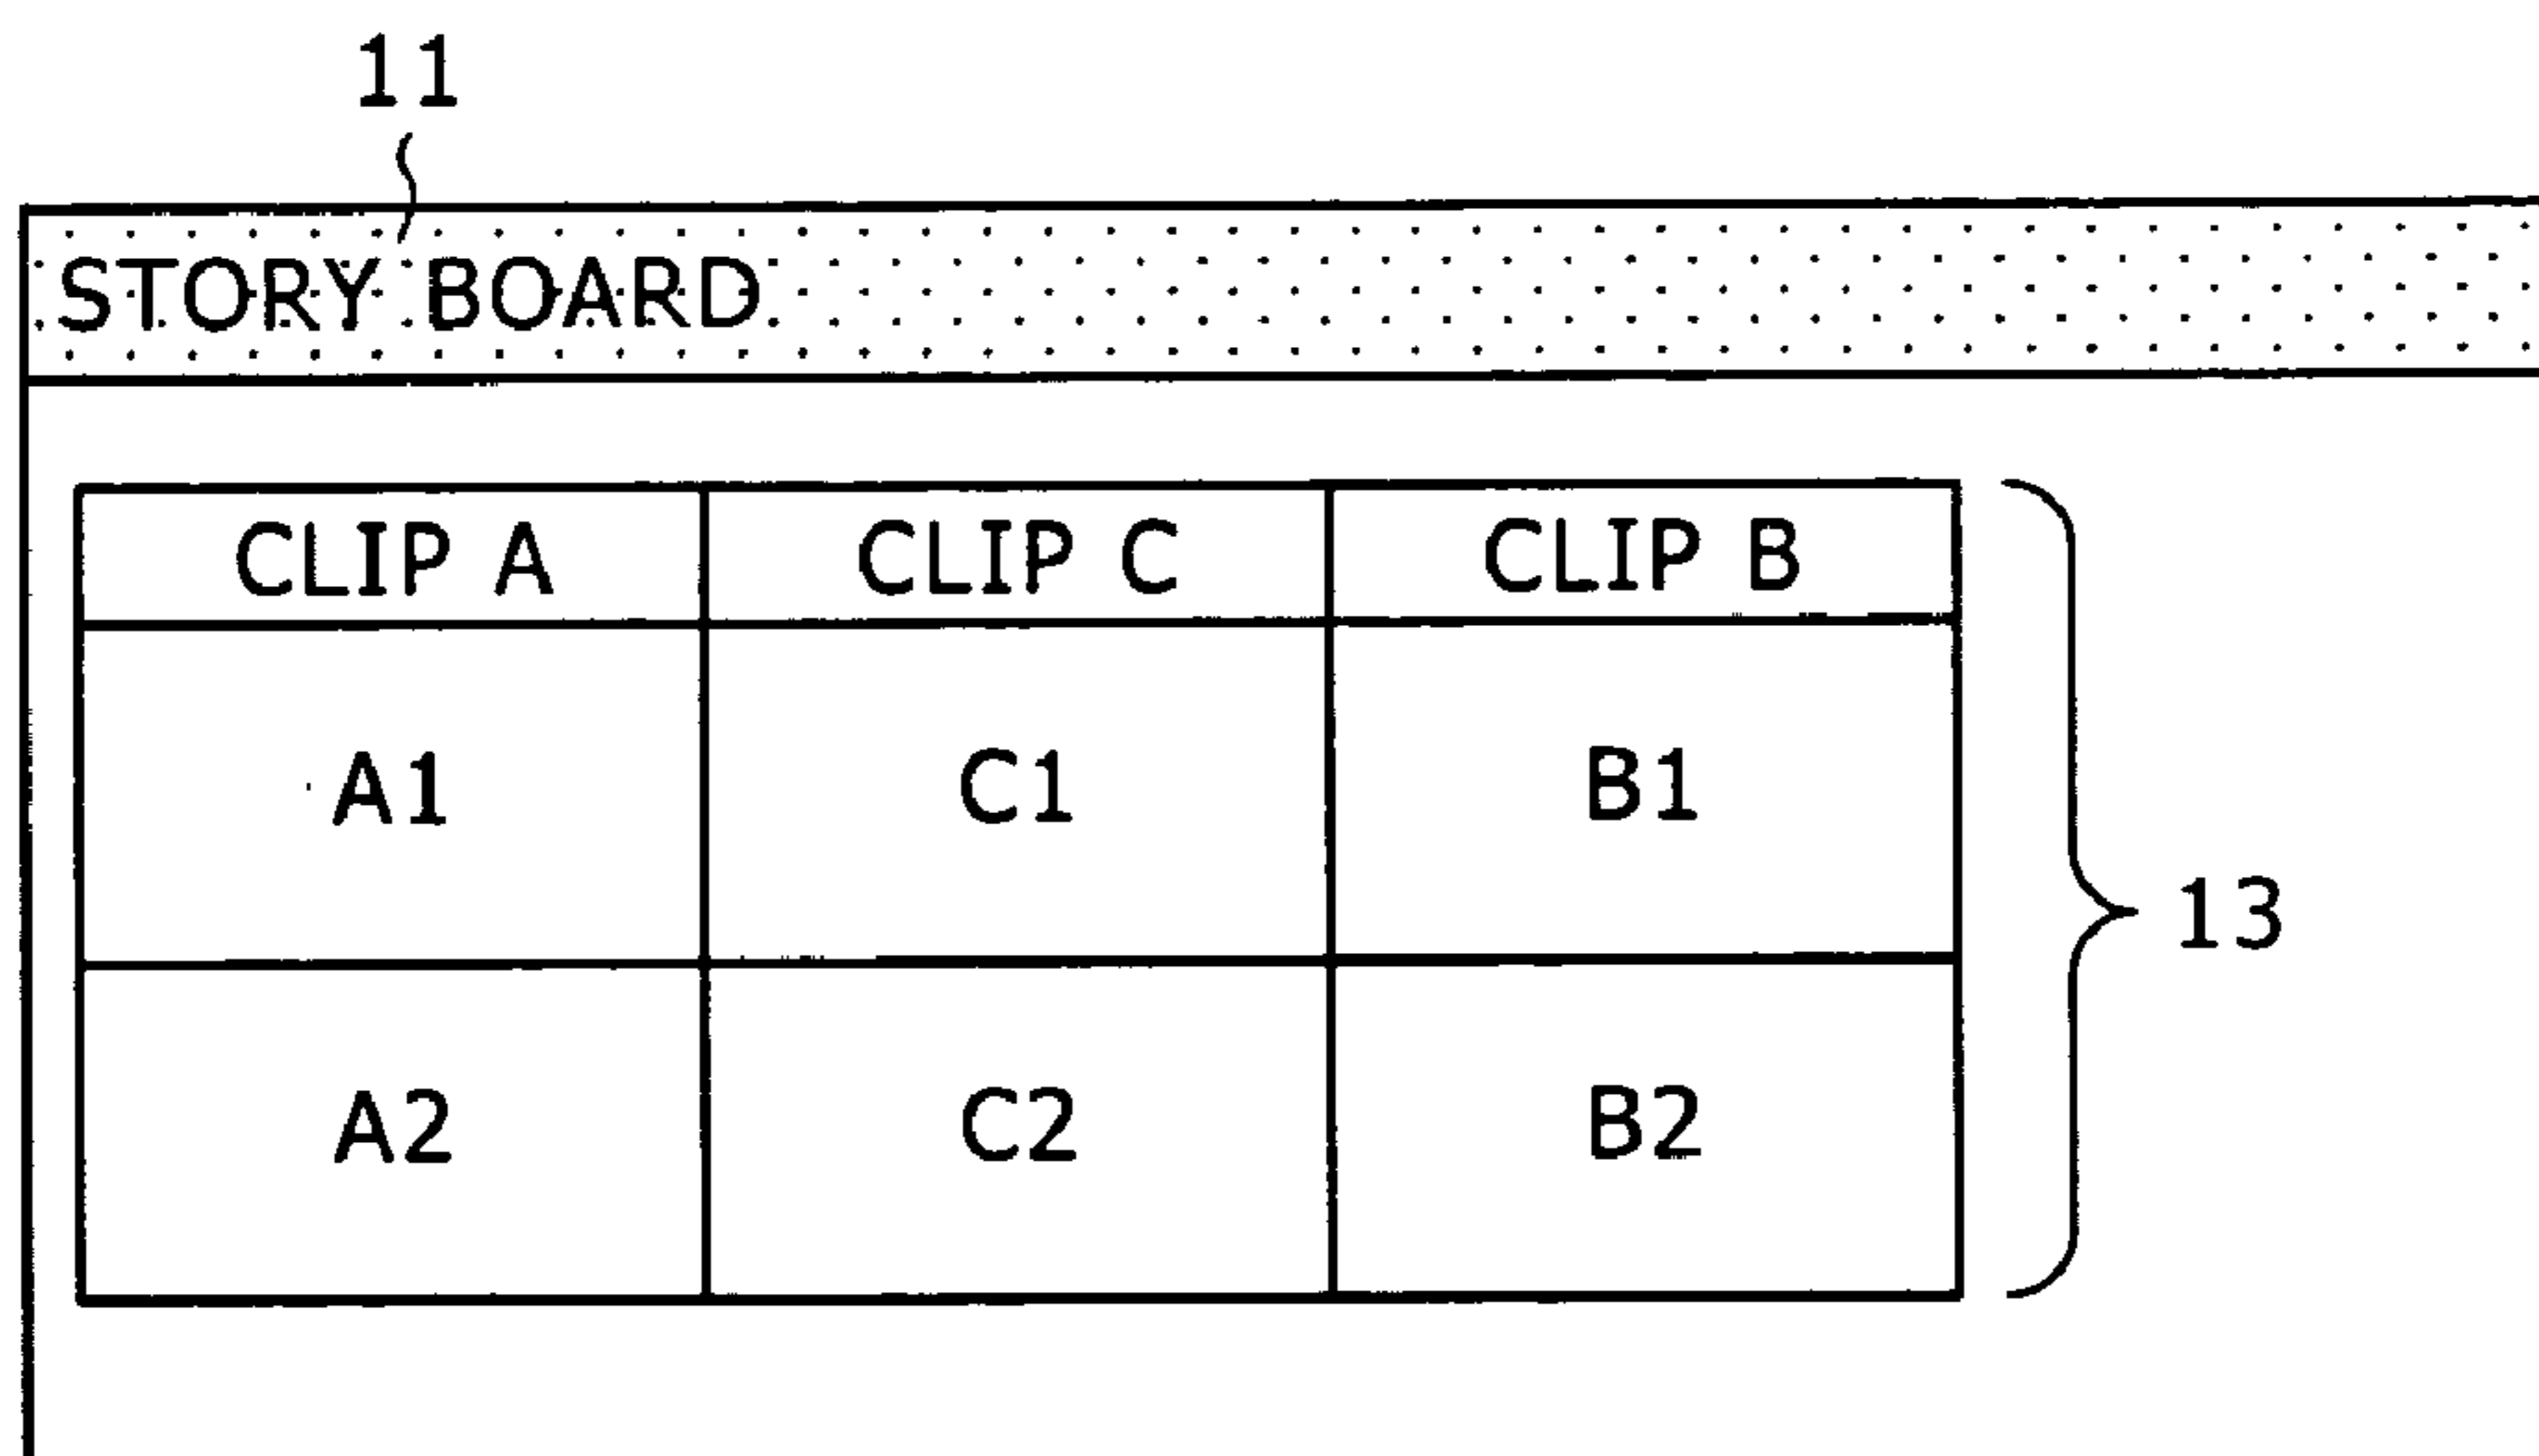 11
STORY BOARD
CLIP A CLIP C CLIP B
A1 C1 B1
13
A2 C2 B2